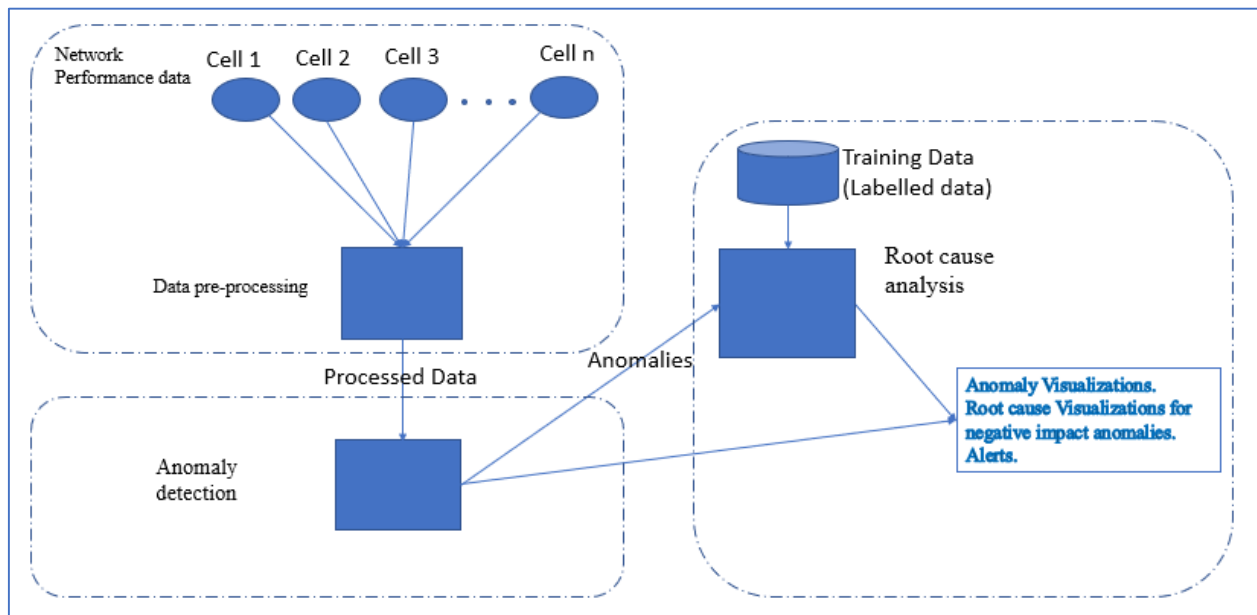 Network
Performance data
Cell 1
Cell 2
Cell 3
Cell n
Data pre-processing
Processed Data
Anomaly
detection
Anomalies
Training Data
(Labelled data)
Root cause
analysis
Anomaly Visualizations.
Root cause Visualizations for
negative impact anomalies.
Alerts.